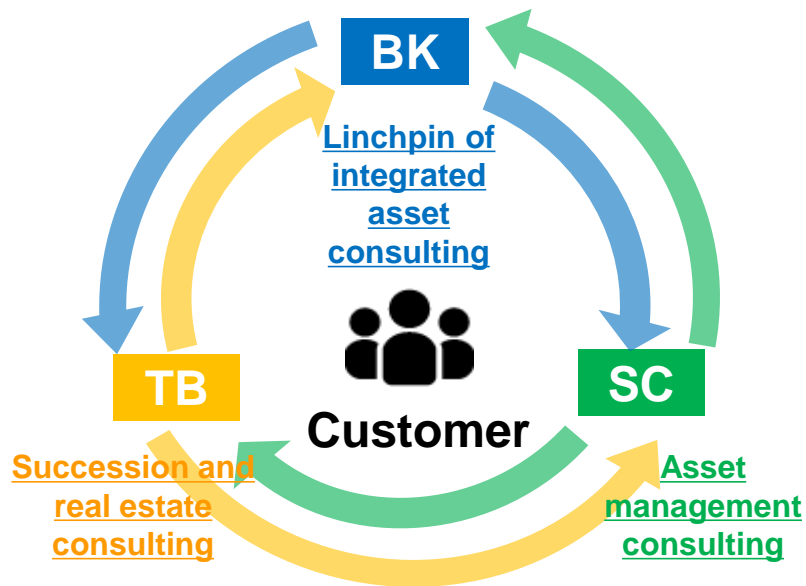 BK
Linchpin of
integrated
asset
consulting
TB
SC
Customer
Succession and
real estate
consulting
Asset
management
consulting